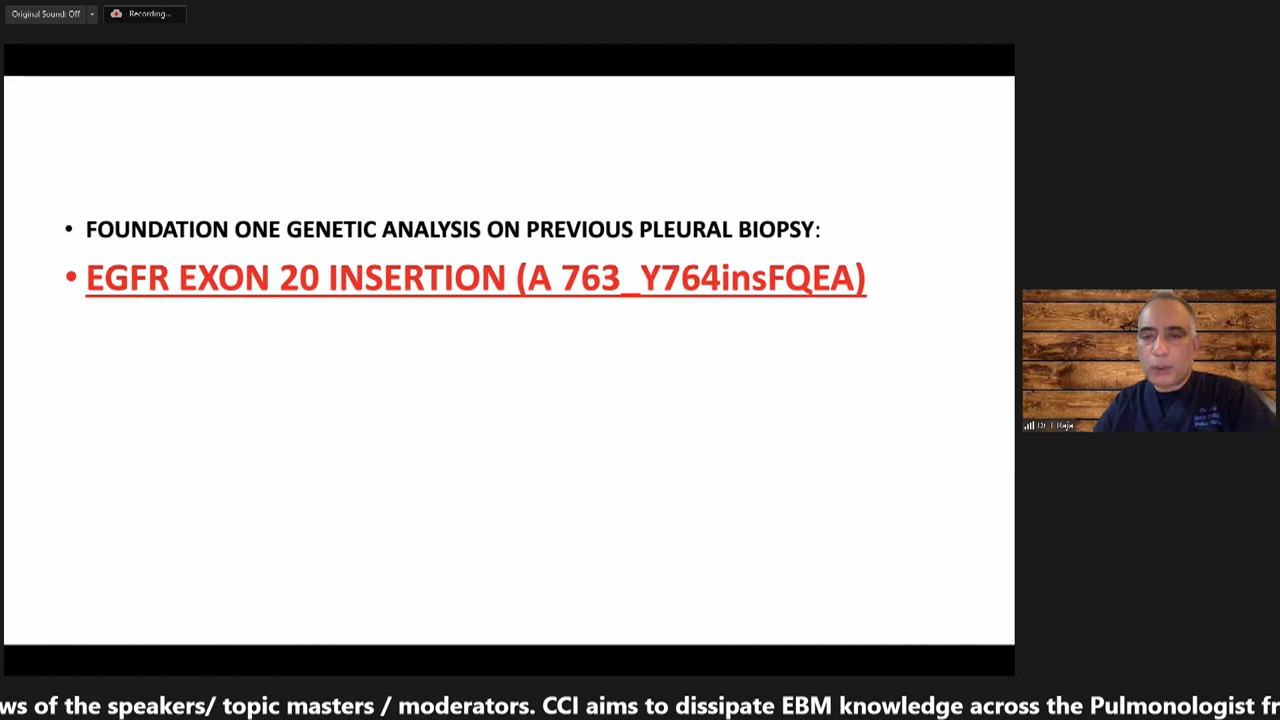 Original Sound: Off
Recording...
• FOUNDATION ONE GENETIC ANALYSIS ON PREVIOUS PLEURAL BIOPSY:
• EGFR EXON 20 INSERTION (A 763_Y764insFQEA)
Raja
ws of the speakers/ topic masters / moderators. CCI aims to dissipate EBM knowledge across the Pulmonologist fr